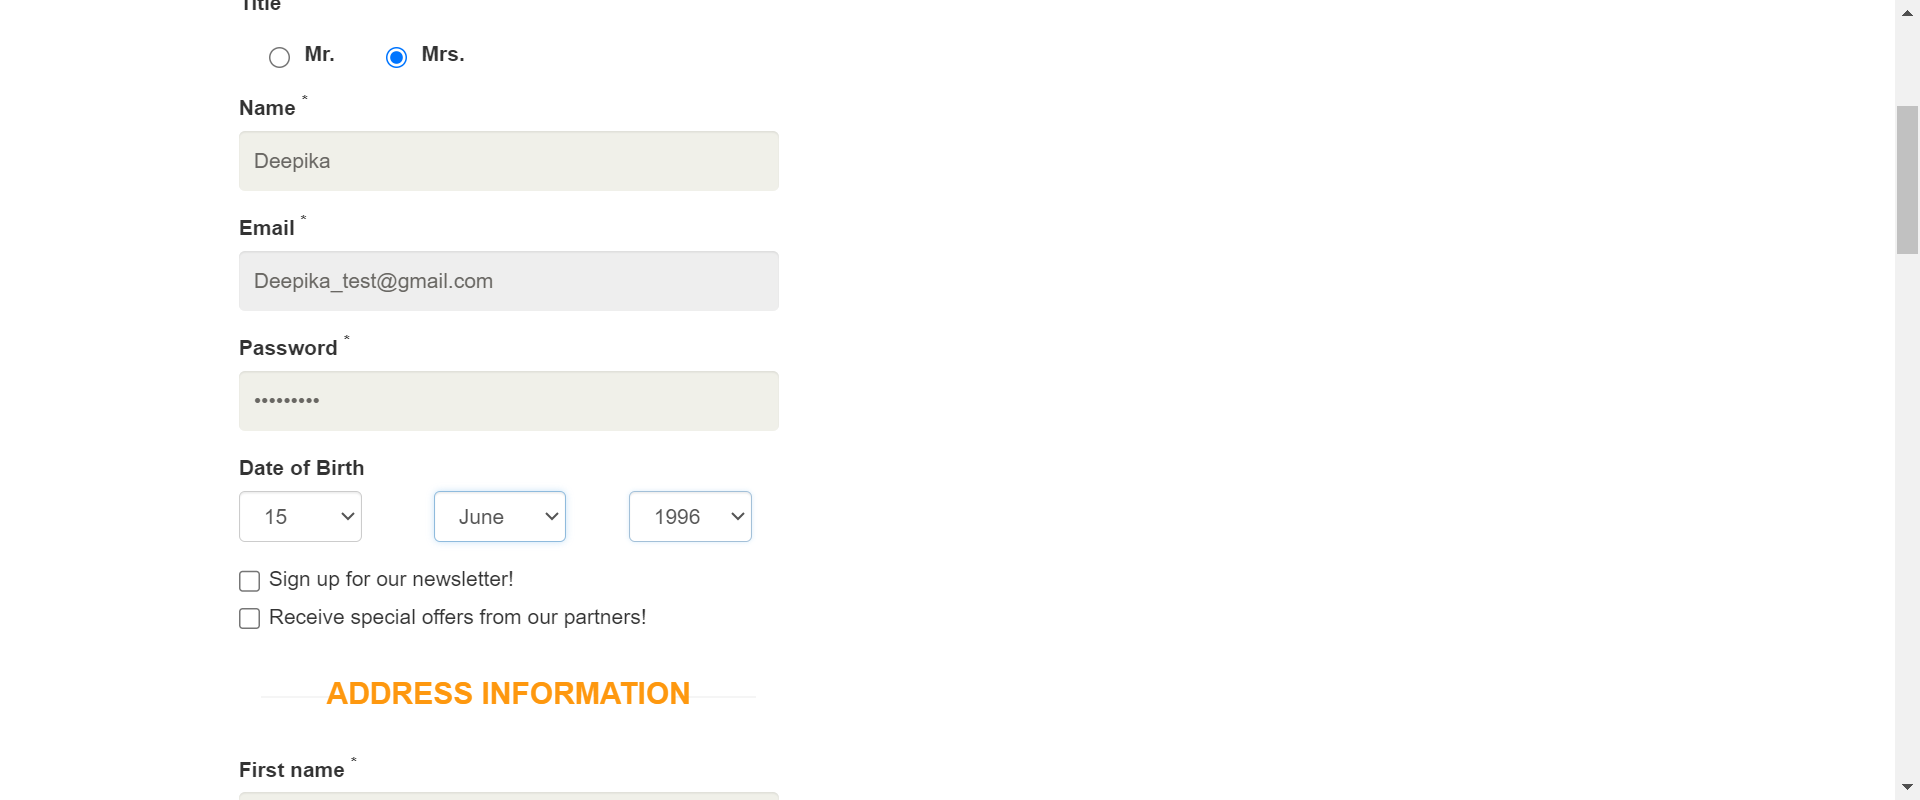 Title
Mr. Mrs.
Name *
Deepika
Email *
Deepika_test@gmail.com
Password *
•••••••••
Date of Birth
15 June 1996
Sign up for our newsletter!
Receive special offers from our partners!
ADDRESS INFORMATION
First name *